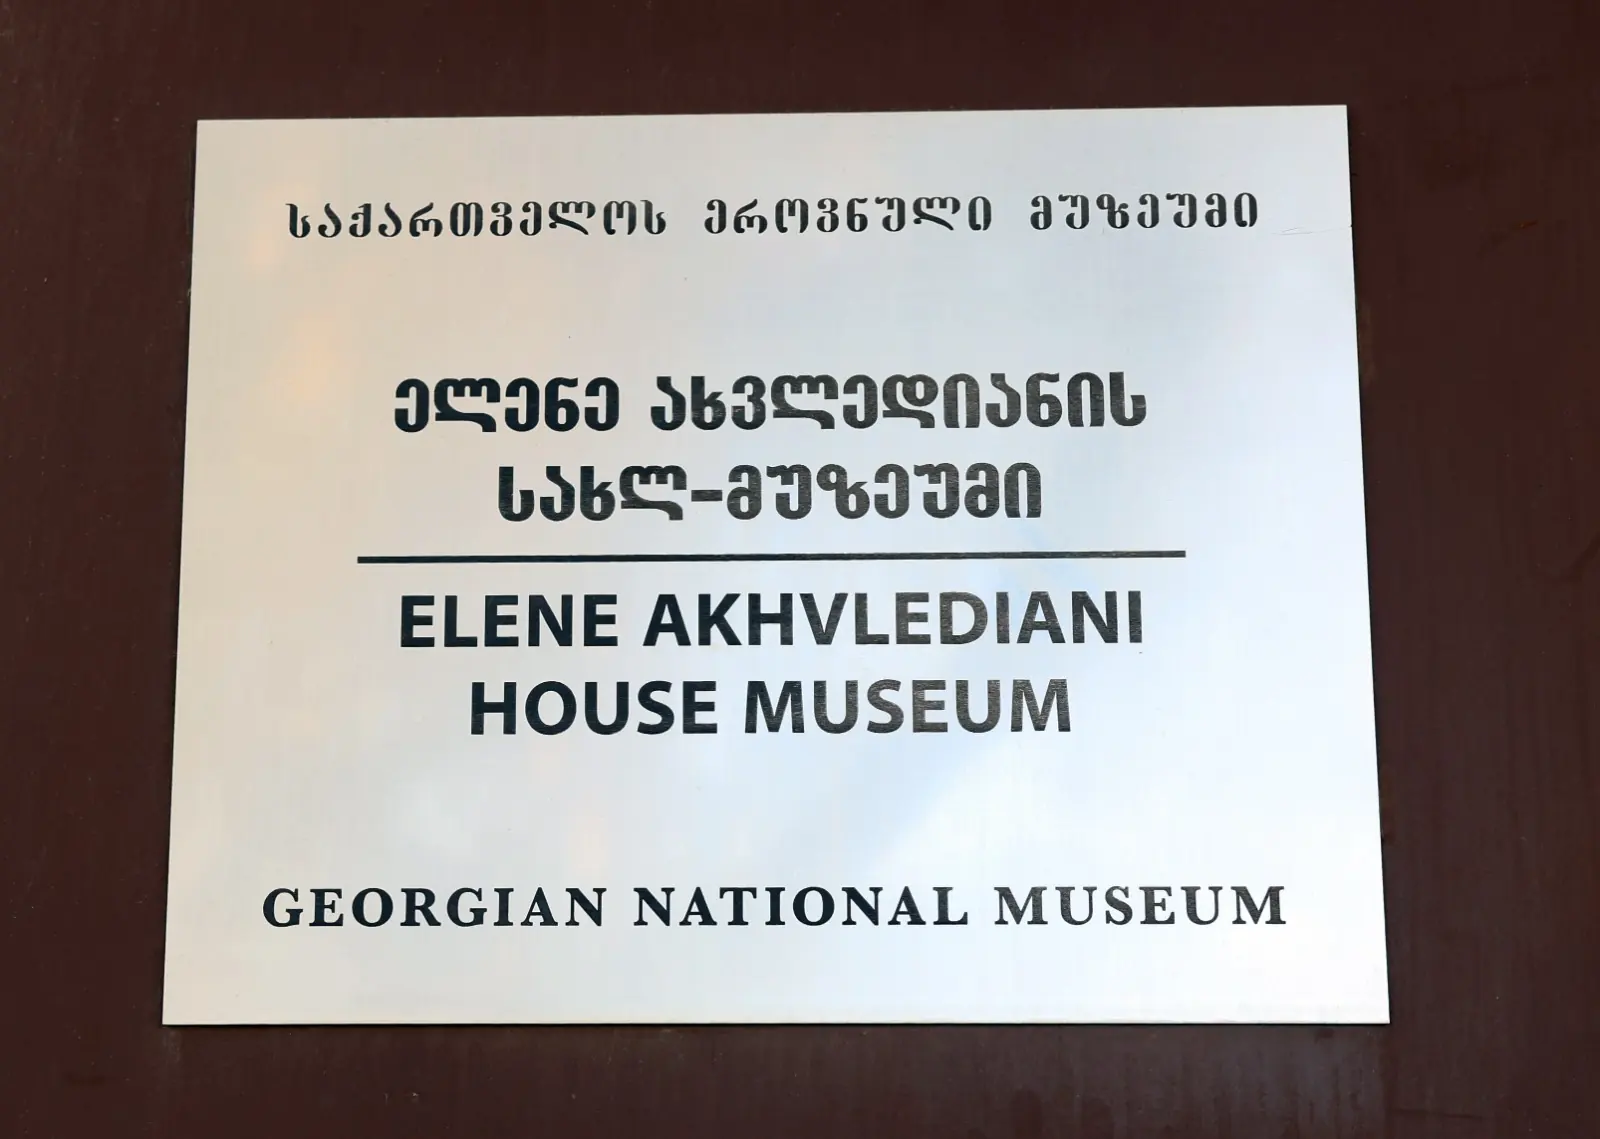 საქართველოს ეროვნული მუზეუმი
ელენე ახვლედიანის
სახლ-მუზეუმი
ELENE AKHVLEDIANI
HOUSE MUSEUM
GEORGIAN NATIONAL MUSEUM